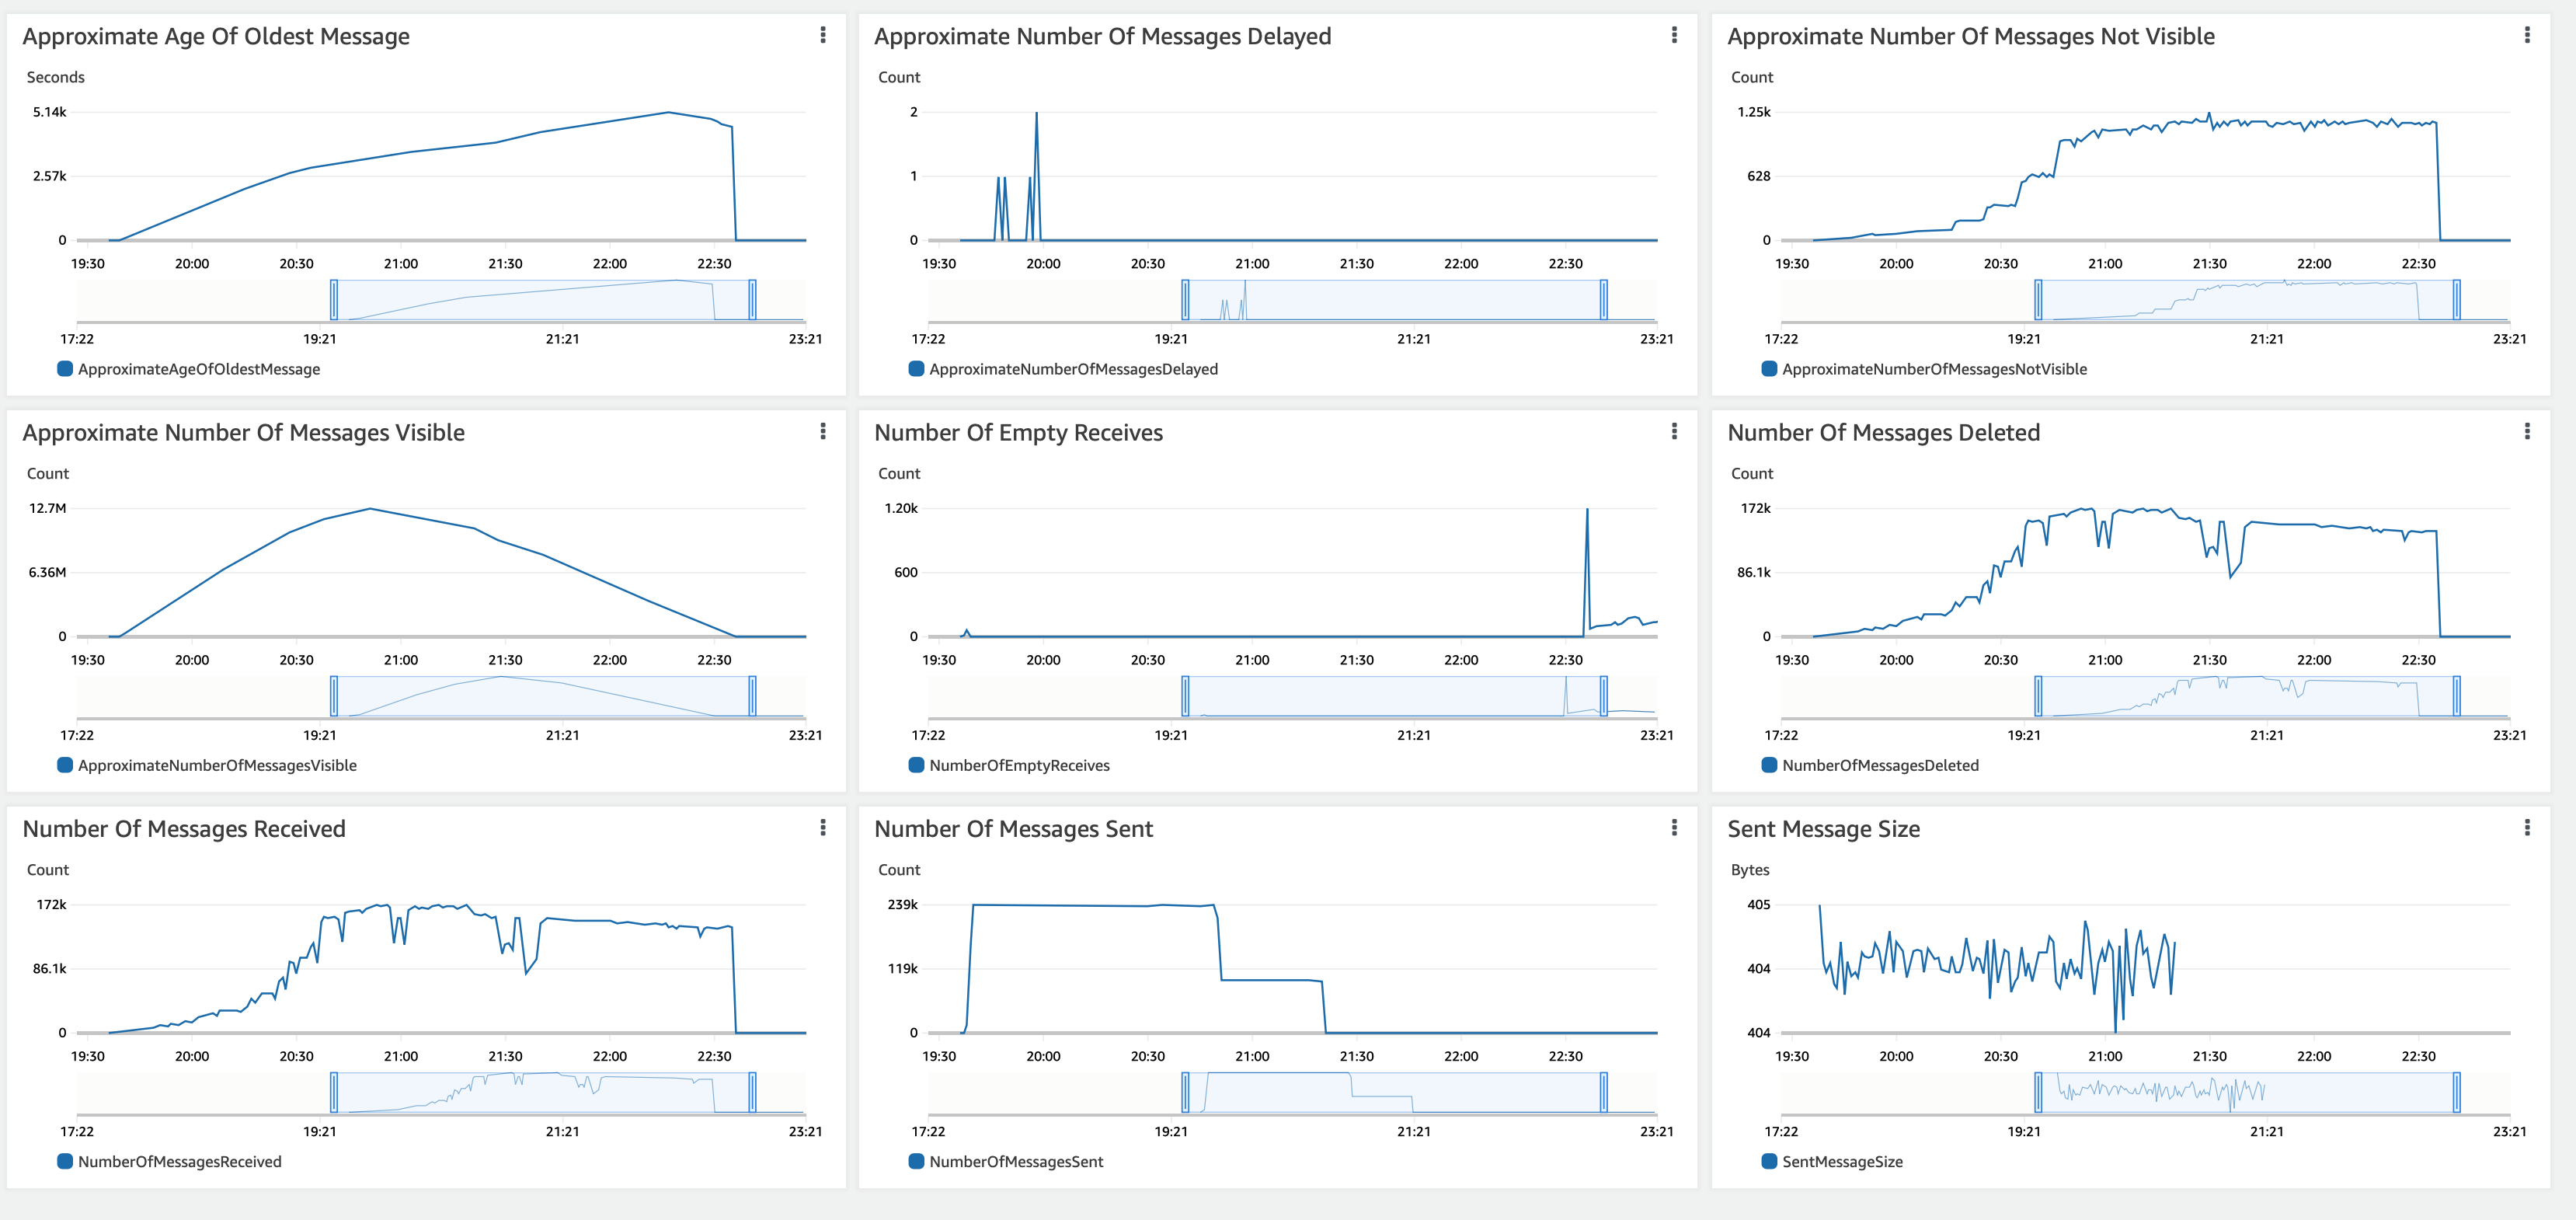 Approximate Age Of Oldest Message
Seconds
5.14k
2.57k
0
19:30 20:00 20:30 21:00 21:30 22:00 22:30
17:22 19:21 21:21 23:21
ApproximateAgeOfOldestMessage
Approximate Number Of Messages Delayed
Count
2
1
0
19:30 20:00 20:30 21:00 21:30 22:00 22:30
17:22 19:21 21:21 23:21
ApproximateNumberOfMessagesDelayed
Approximate Number Of Messages Not Visible
Count
1.25k
628
0
19:30 20:00 20:30 21:00 21:30 22:00 22:30
17:22 19:21 21:21 23:21
ApproximateNumberOfMessagesNotVisible
Approximate Number Of Messages Visible
Count
12.7M
6.36M
0
19:30 20:00 20:30 21:00 21:30 22:00 22:30
17:22 19:21 21:21 23:21
ApproximateNumberOfMessagesVisible
Number Of Empty Receives
Count
1.20k
600
0
19:30 20:00 20:30 21:00 21:30 22:00 22:30
17:22 19:21 21:21 23:21
NumberOfEmptyReceives
Number Of Messages Deleted
Count
172k
86.1k
0
19:30 20:00 20:30 21:00 21:30 22:00 22:30
17:22 19:21 21:21 23:21
NumberOfMessagesDeleted
Number Of Messages Received
Count
172k
86.1k
0
19:30 20:00 20:30 21:00 21:30 22:00 22:30
17:22 19:21 21:21 23:21
NumberOfMessagesReceived
Number Of Messages Sent
Count
239k
119k
0
19:30 20:00 20:30 21:00 21:30 22:00 22:30
17:22 19:21 21:21 23:21
NumberOfMessagesSent
Sent Message Size
Bytes
405
404
404
19:30 20:00 20:30 21:00 21:30 22:00 22:30
17:22 19:21 21:21 23:21
SentMessageSize